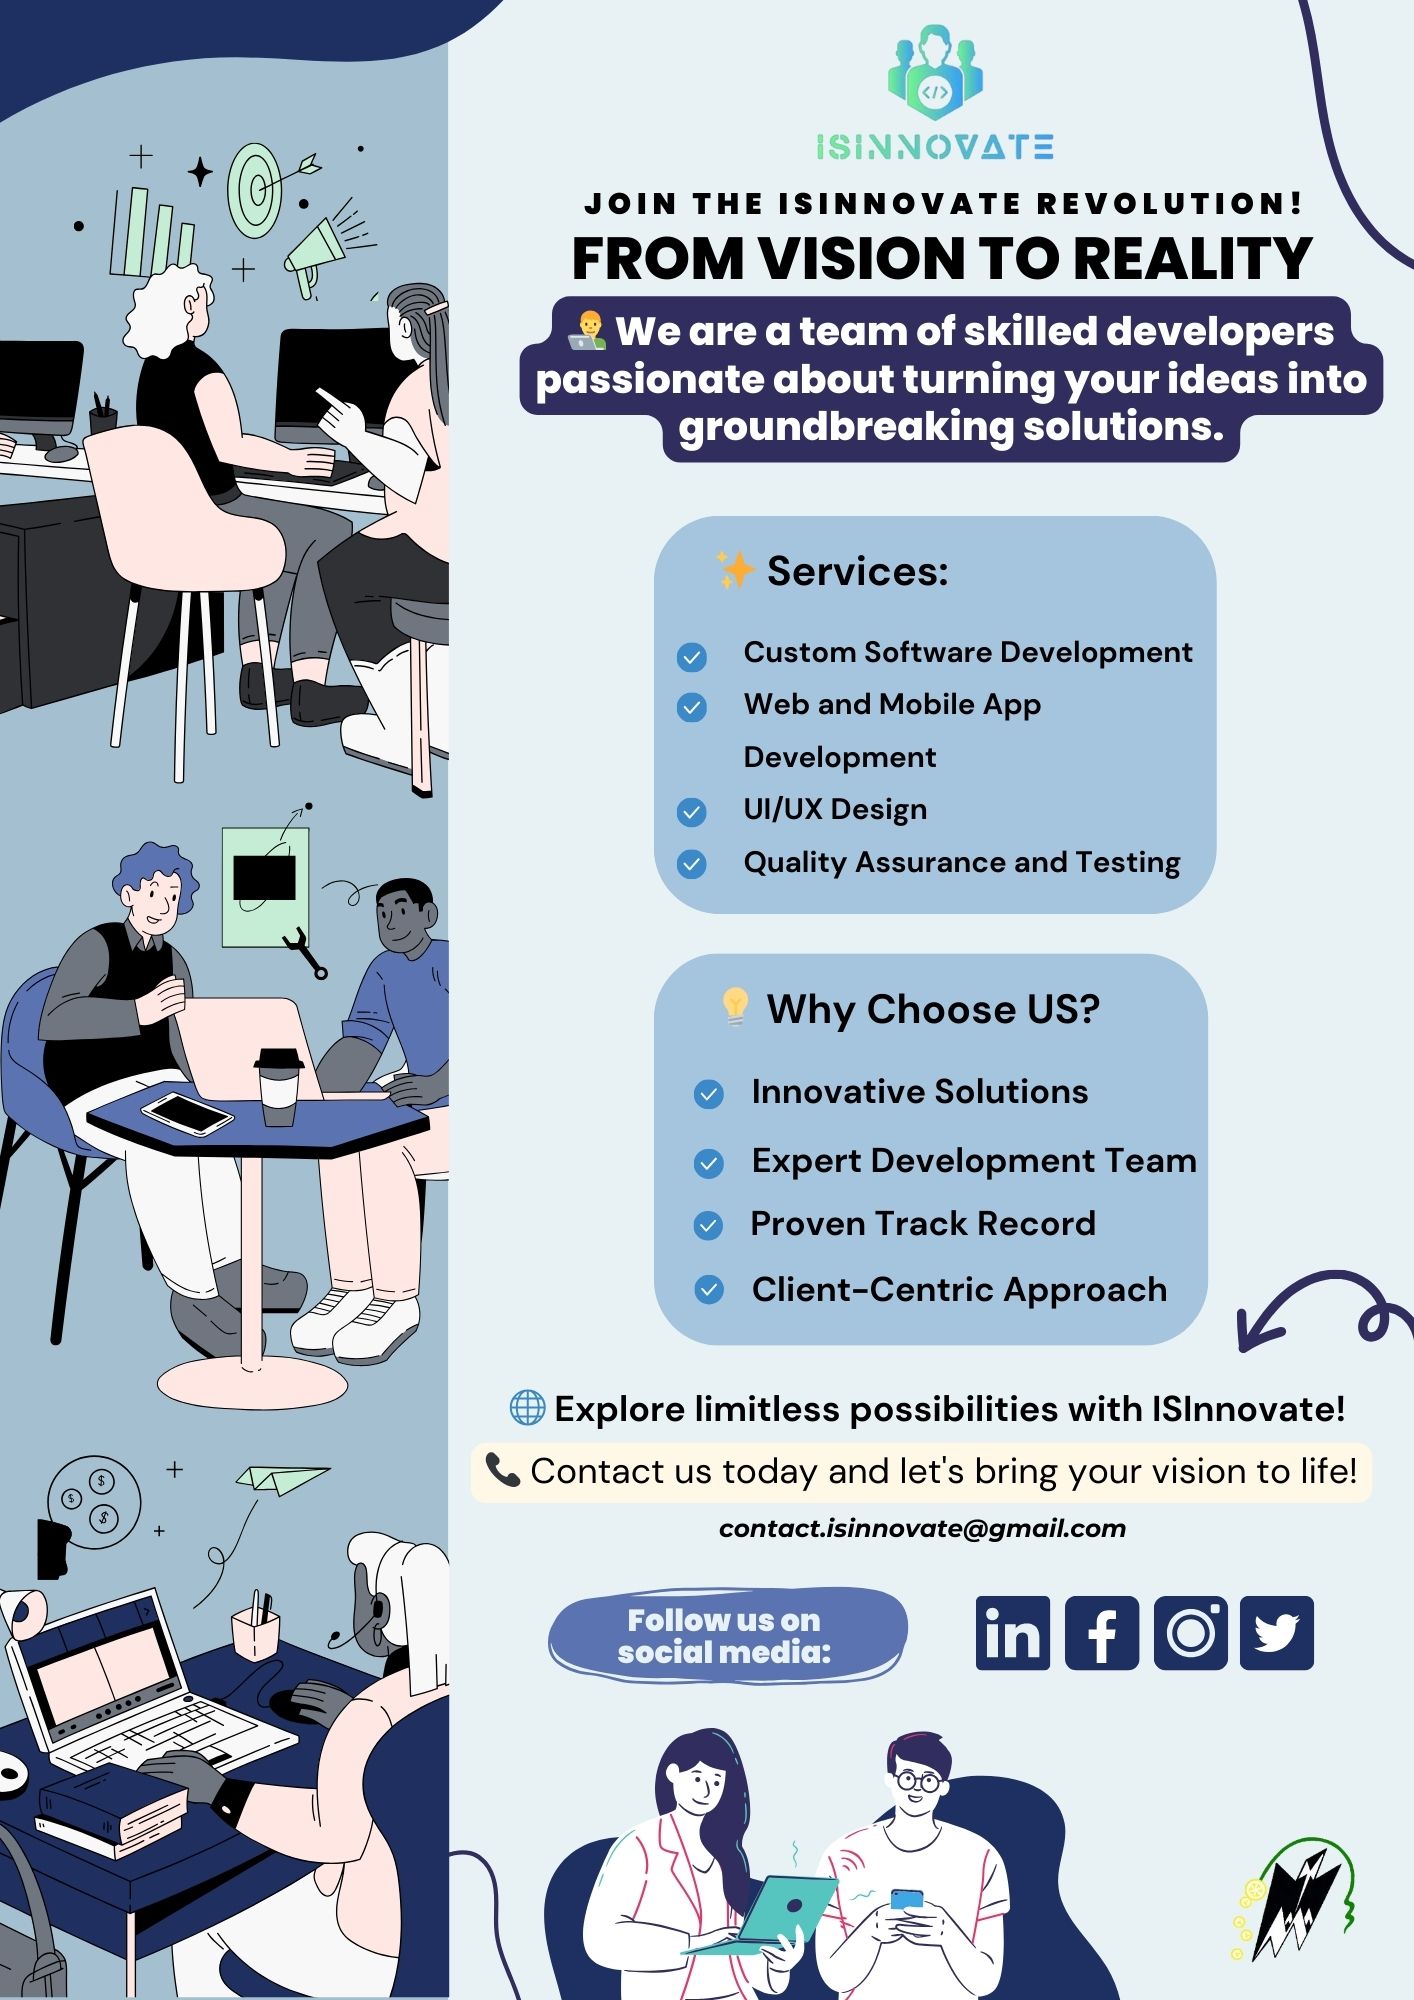 ISINNOVATE
JOIN THE ISINNOVATE REVOLUTION!
FROM VISION TO REALITY
👨‍💻 We are a team of skilled developers
passionate about turning your ideas into
groundbreaking solutions.
✨ Services:
Custom Software Development
Web and Mobile App
Development
UI/UX Design
Quality Assurance and Testing
💡 Why Choose US?
Innovative Solutions
Expert Development Team
Proven Track Record
Client-Centric Approach
🌐 Explore limitless possibilities with ISInnovate!
📞 Contact us today and let's bring your vision to life!
contact.isinnovate@gmail.com
Follow us on
social media: